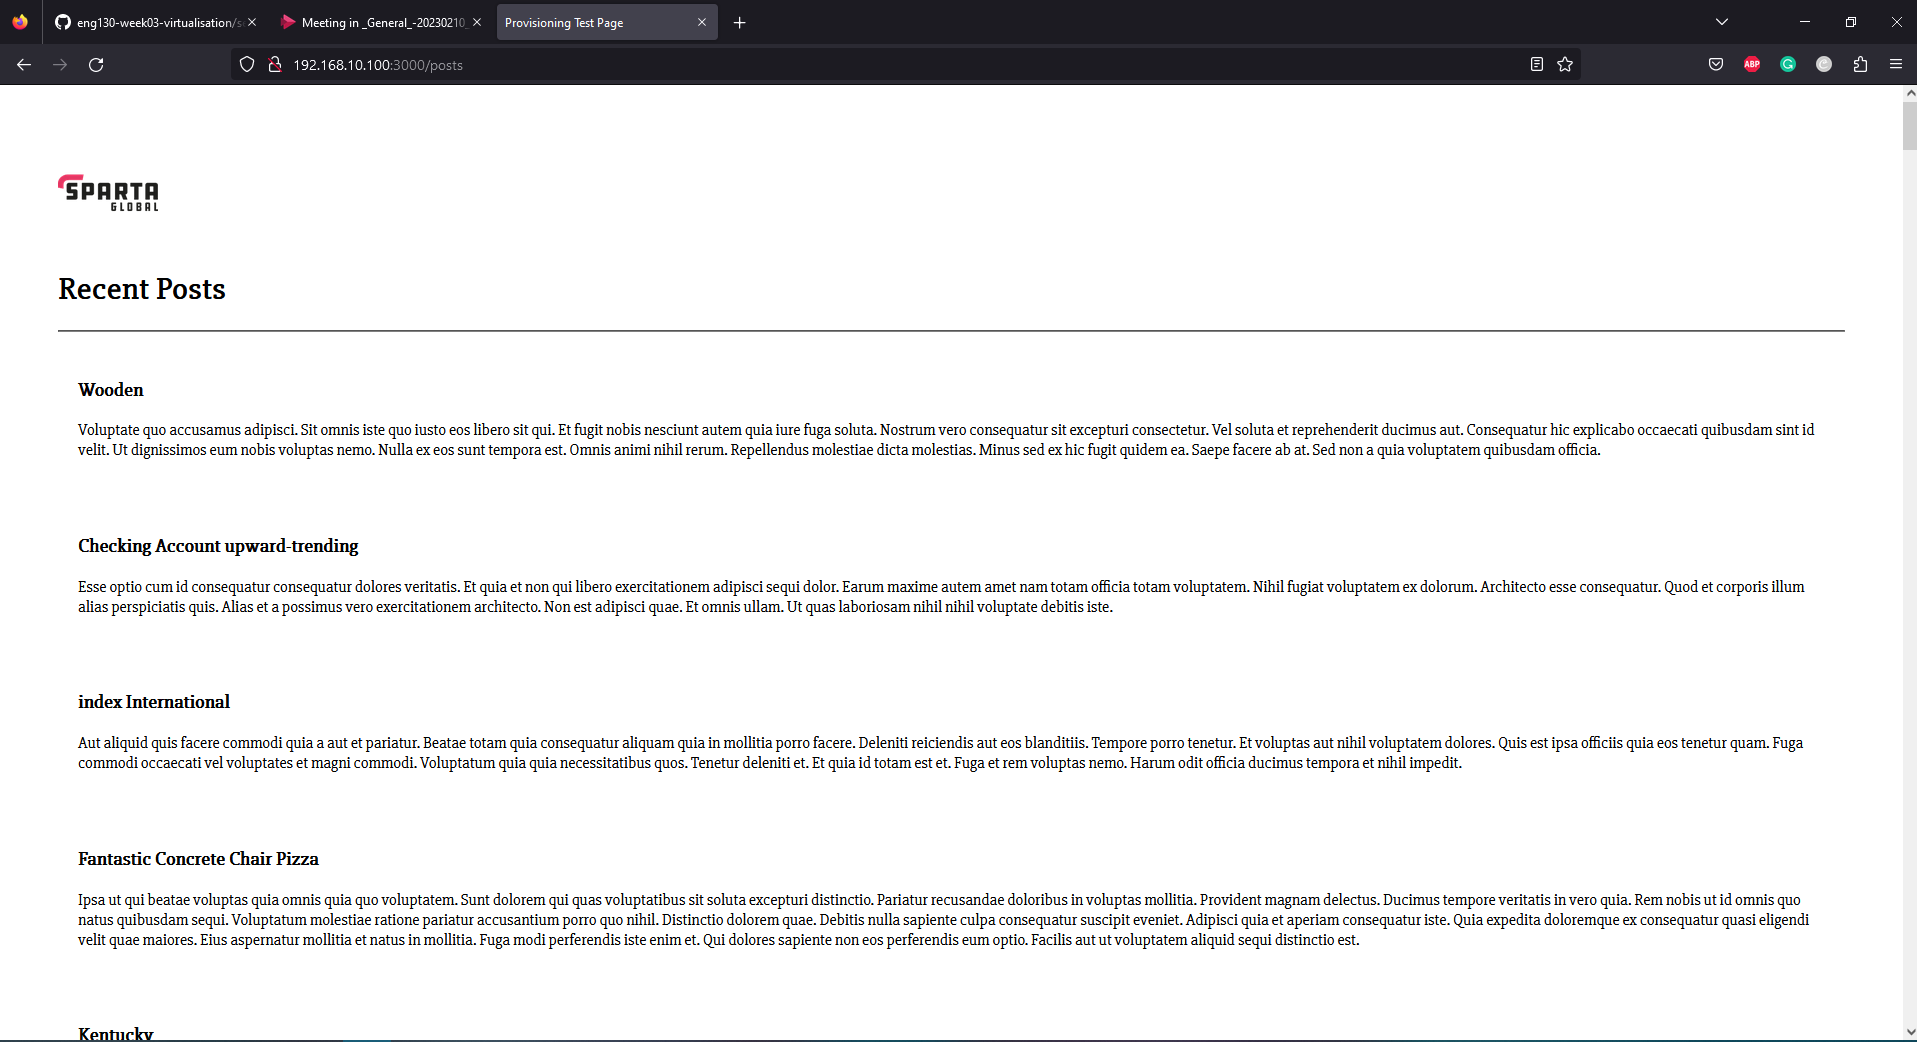 eng130-week03-virtualisation/se
Meeting in _General_-20230210_
Provisioning Test Page
192.168.10.100:3000/posts
ABP
SPARTA
GLOBAL
Recent Posts
Wooden
Voluptate quo accusamus adipisci. Sit omnis iste quo iusto eos libero sit qui. Et fugit nobis nesciunt autem quia iure fuga soluta. Nostrum vero consequatur sit excepturi consectetur. Vel soluta et reprehenderit ducimus aut. Consequatur hic explicabo occaecati quibusdam sint id
velit. Ut dignissimos eum nobis voluptas nemo. Nulla ex eos sunt tempora est. Omnis animi nihil rerum. Repellendus molestiae dicta molestias. Minus sed ex hic fugit quidem ea. Saepe facere ab at. Sed non a quia voluptatem quibusdam officia.
Checking Account upward-trending
Esse optio cum id consequatur consequatur dolores veritatis. Et quia et non qui libero exercitationem adipisci sequi dolor. Earum maxime autem amet nam totam officia totam voluptatem. Nihil fugiat voluptatem ex dolorum. Architecto esse consequatur. Quod et corporis illum
alias perspiciatis quis. Alias et a possimus vero exercitationem architecto. Non est adipisci quae. Et omnis ullam. Ut quas laboriosam nihil nihil voluptate debitis iste.
index International
Aut aliquid quis facere commodi quia a aut et pariatur. Beatae totam quia consequatur aliquam quia in mollitia porro facere. Deleniti reiciendis aut eos blanditiis. Tempore porro tenetur. Et voluptas aut nihil voluptatem dolores. Quis est ipsa officiis quia eos tenetur quam. Fuga
commodi occaecati vel voluptates et magni commodi. Voluptatum quia quia necessitatibus quos. Tenetur deleniti et. Et quia id totam est et. Fuga et rem voluptas nemo. Harum odit officia ducimus tempora et nihil impedit.
Fantastic Concrete Chair Pizza
Ipsa ut qui beatae voluptas quia omnis quia quo voluptatem. Sunt dolorem qui quas voluptatibus sit soluta excepturi distinctio. Pariatur recusandae doloribus in voluptas mollitia. Provident magnam delectus. Ducimus tempore veritatis in vero quia. Rem nobis ut id omnis quo
natus quibusdam sequi. Voluptatum molestiae ratione pariatur accusantium porro quo nihil. Distinctio dolorem quae. Debitis nulla sapiente culpa consequatur suscipit eveniet. Adipisci quia et aperiam consequatur iste. Quia expedita doloremque ex consequatur quasi eligendi
velit quae maiores. Eius aspernatur mollitia et natus in mollitia. Fuga modi perferendis iste enim et. Qui dolores sapiente non eos perferendis eum optio. Facilis aut ut voluptatem aliquid sequi distinctio est.
Kentucky